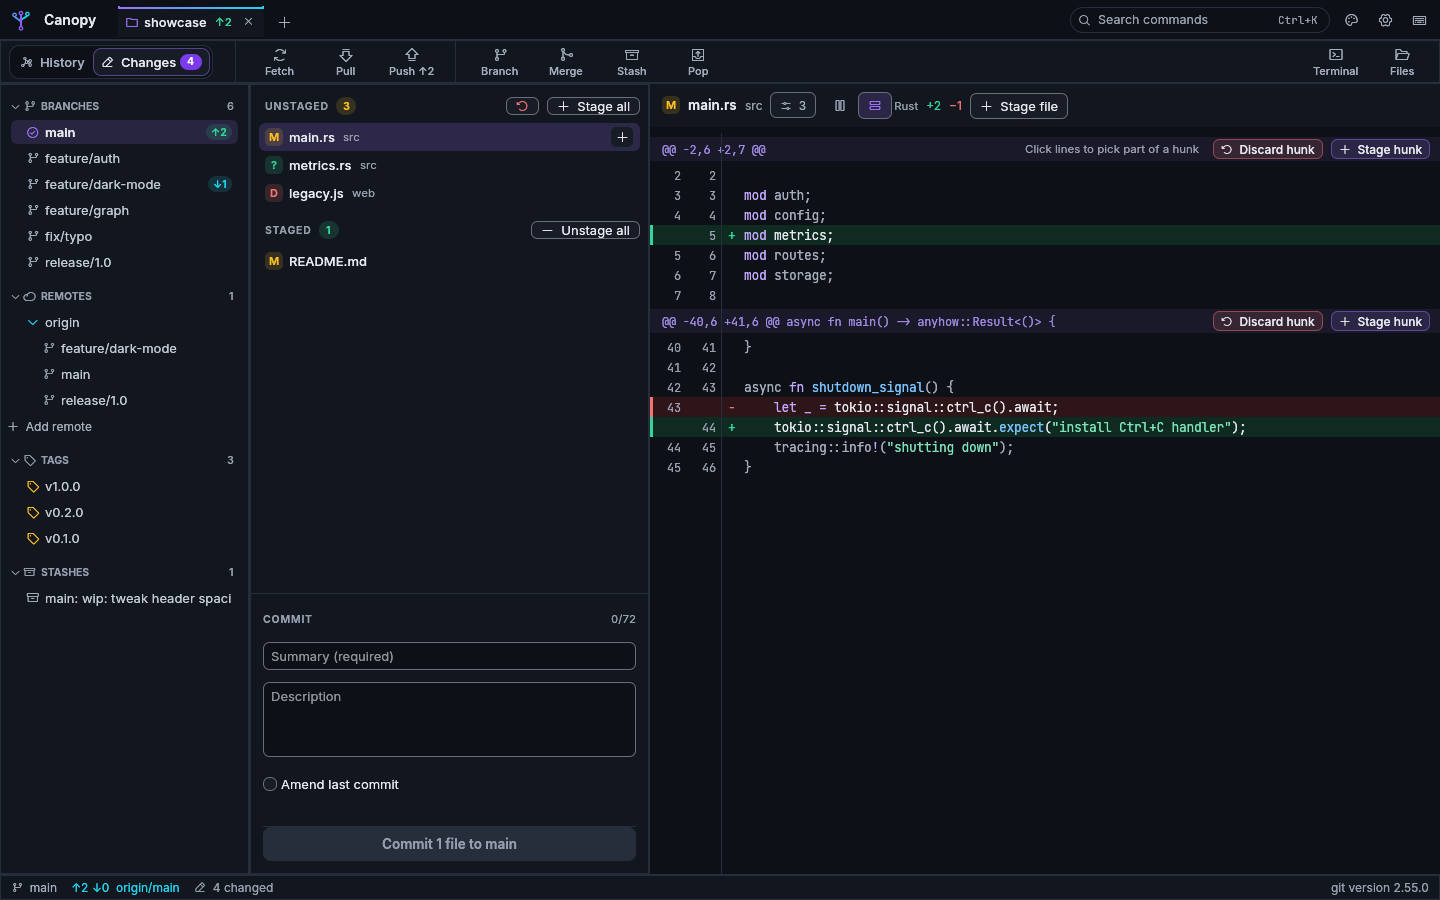 Canopy
showcase ↑2 ×
Search commands Ctrl+K
History
Changes 4
Fetch
Pull
Push ↑2
Branch
Merge
Stash
Pop
Terminal
Files
BRANCHES 6
main ↑2
feature/auth
feature/dark-mode ↓1
feature/graph
fix/typo
release/1.0
REMOTES 1
origin
feature/dark-mode
main
release/1.0
+ Add remote
TAGS 3
v1.0.0
v0.2.0
v0.1.0
STASHES 1
main: wip: tweak header spaci
UNSTAGED 3
+ Stage all
M main.rs src +
? metrics.rs src
D legacy.js web
STAGED 1
— Unstage all
M README.md
COMMIT 0/72
Summary (required)
Description
Amend last commit
Commit 1 file to main
M main.rs src 3 Rust +2 −1 + Stage file
@@ -2,6 +2,7 @@ Click lines to pick part of a hunk Discard hunk + Stage hunk
2 2
3 3 mod auth;
4 4 mod config;
5 + mod metrics;
5 6 mod routes;
6 7 mod storage;
7 8
@@ -40,6 +41,6 @@ async fn main() -> anyhow::Result<()> { Discard hunk + Stage hunk
40 41 }
41 42
42 43 async fn shutdown_signal() {
43 - let _ = tokio::signal::ctrl_c().await;
44 + tokio::signal::ctrl_c().await.expect("install Ctrl+C handler");
44 45 tracing::info!("shutting down");
45 46 }
main ↑2 ↓0 origin/main 4 changed
git version 2.55.0